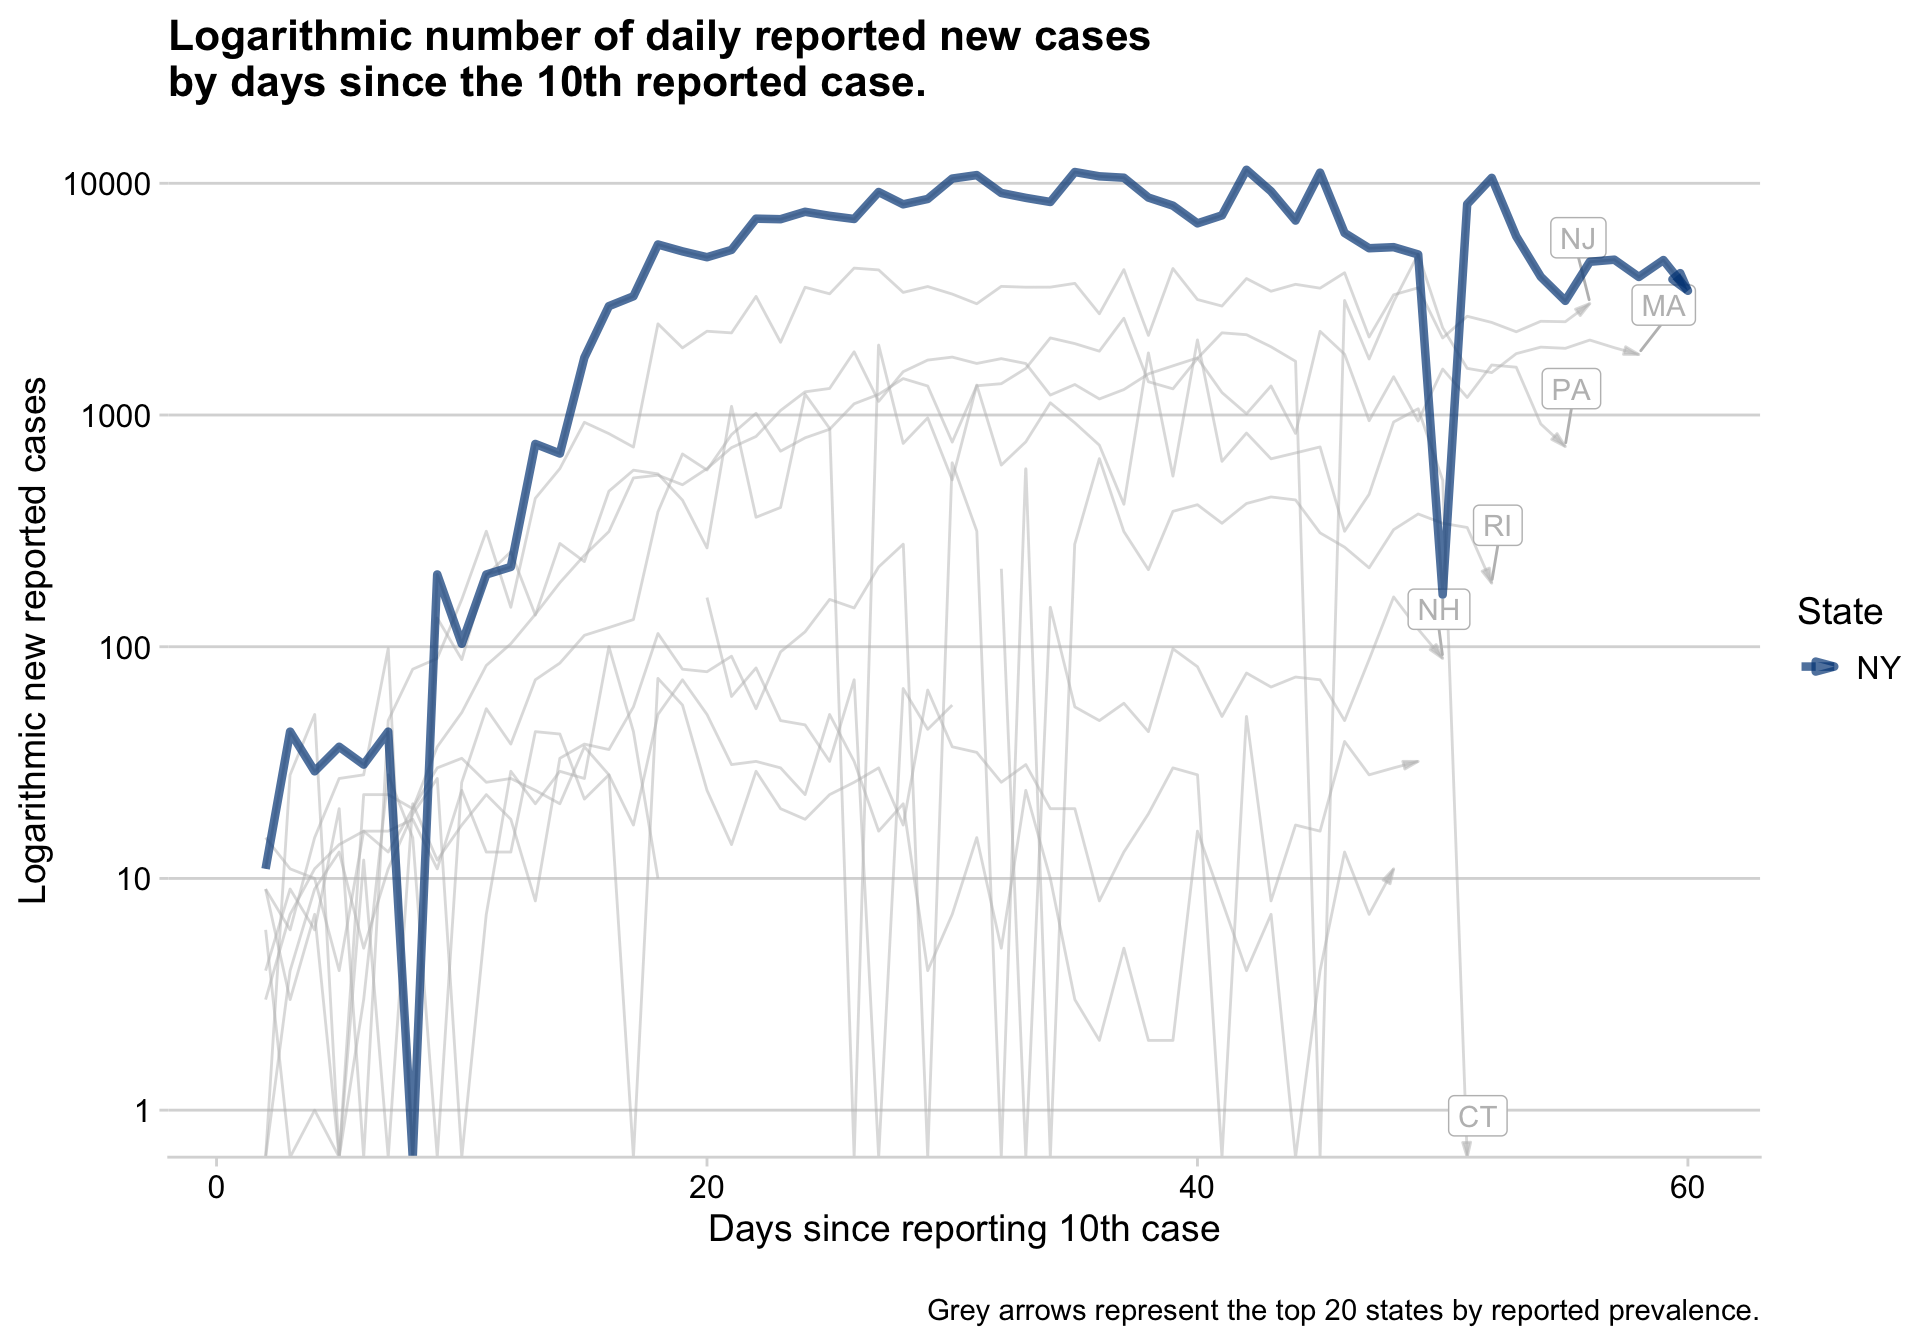 Logarithmic number of daily reported new cases
by days since the 10th reported case.
Logarithmic new reported cases
10000
1000
100
10
1
NJ
MA
PA
RI
NH
CT
State
NY
0
20
40
60
Days since reporting 10th case
Grey arrows represent the top 20 states by reported prevalence.